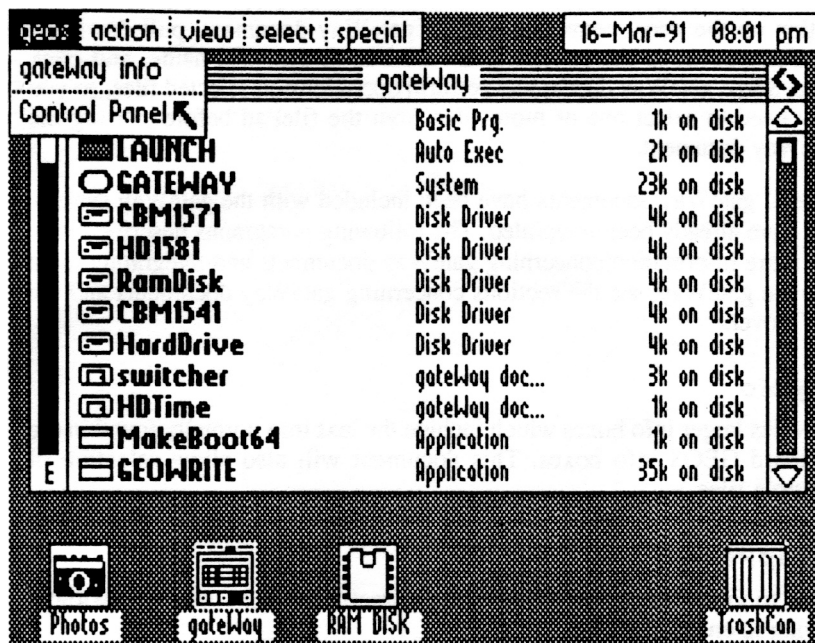 geos action view select special 16-Mar-91 08:01 pm
gateWay info
gateWay
Control Panel
Basic Prg. 1k on disk
LAUNCH Auto Exec 2k on disk
GATEWAY System 23k on disk
CBM1571 Disk Driver 4k on disk
HD1581 Disk Driver 4k on disk
RamDisk Disk Driver 4k on disk
CBM1541 Disk Driver 4k on disk
HardDrive Disk Driver 4k on disk
switcher gateWay doc... 3k on disk
HDTime gateWay doc... 1k on disk
MakeBoot64 Application 1k on disk
E GEOWRITE Application 35k on disk
Photos gateWay RAM DISK TrashCan